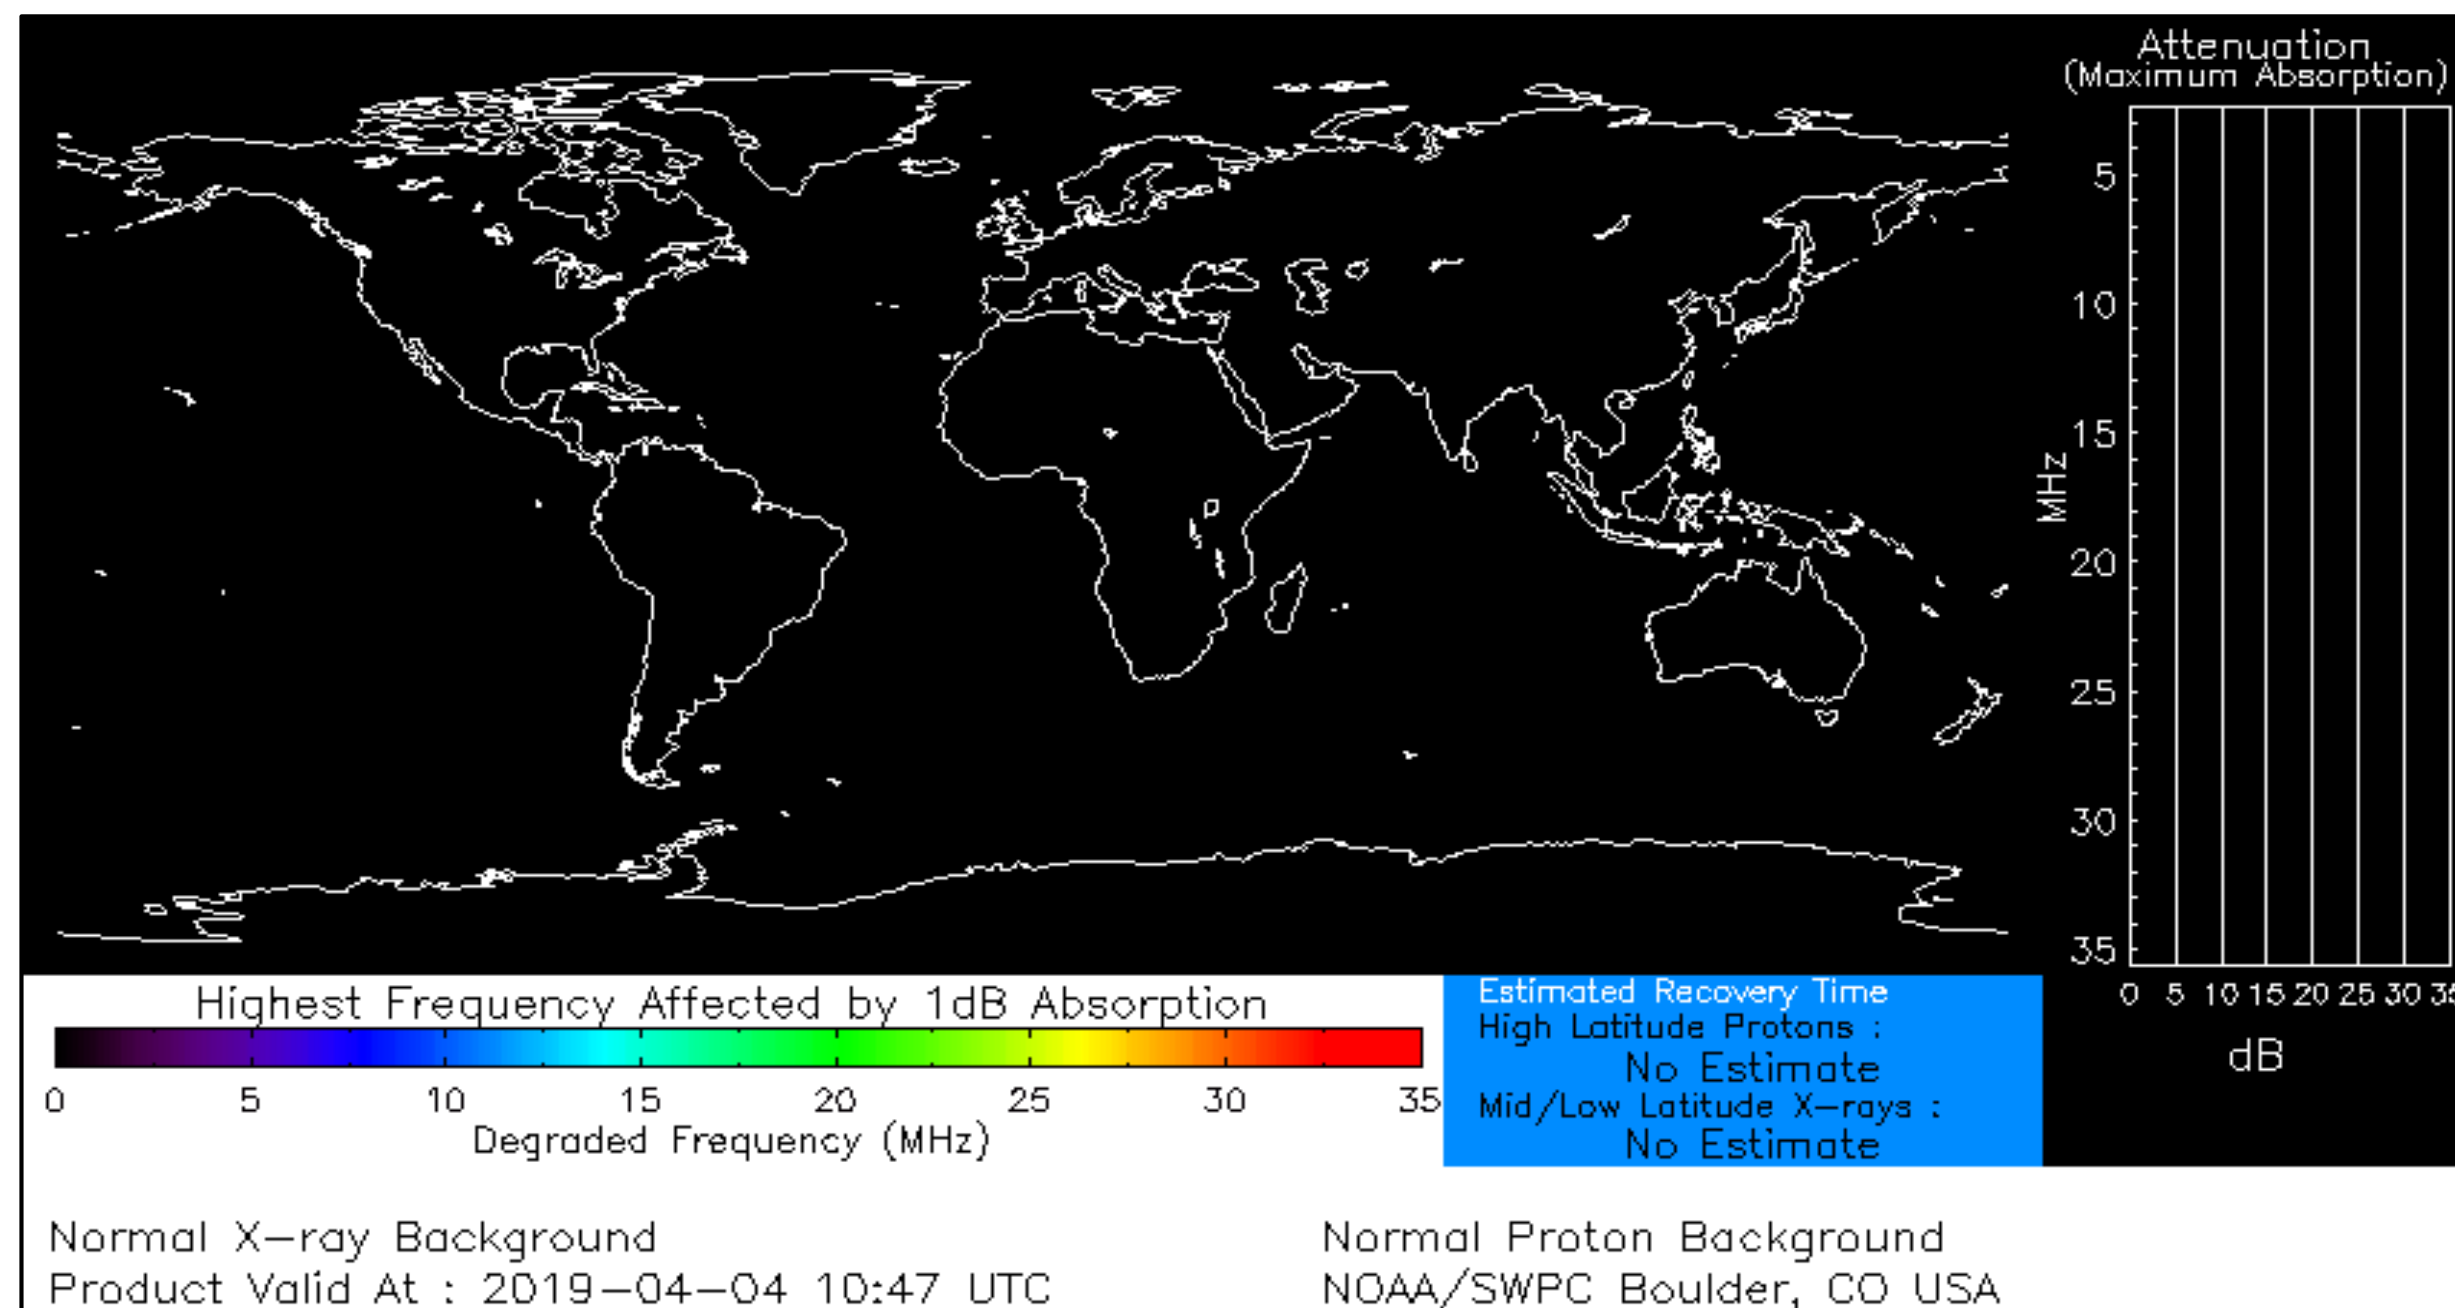 Attenuation
(Maximum Absorption)
5
10
15
20
25
30
35
MHz
0 5 10 15 20 25 30
dB
Highest Frequency Affected by 1dB Absorption
0 5 10 15 20 25 30 35
Degraded Frequency (MHz)
Estimated Recovery Time
High Latitude Protons :
No Estimate
Mid/Low Latitude X-rays :
No Estimate
Normal X-ray Background
Normal Proton Background
Product Valid At : 2019-04-04 10:47 UTC
NOAA/SWPC Boulder, CO USA